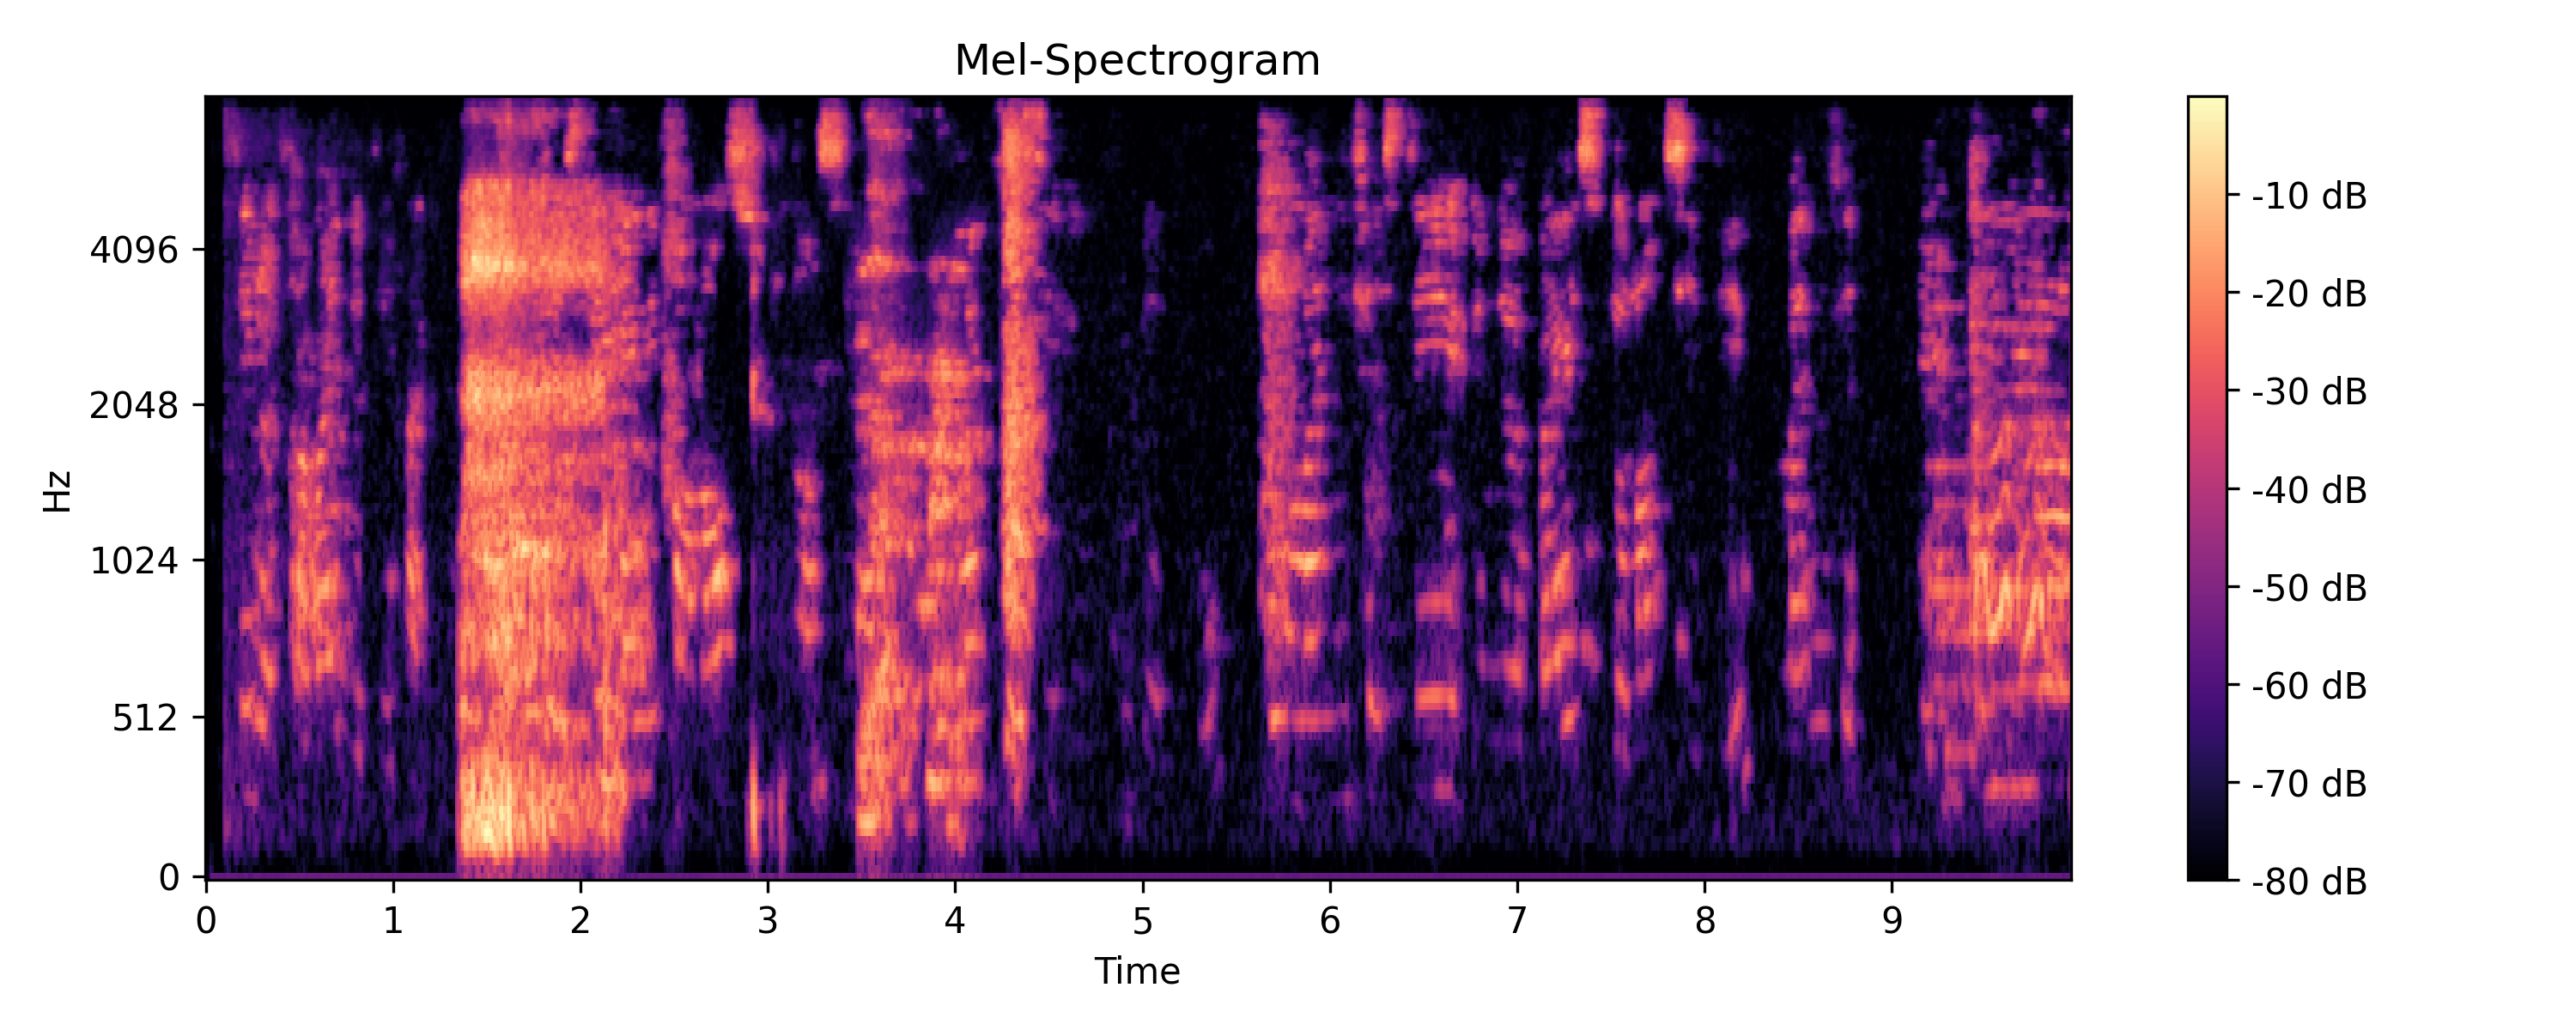 Mel-Spectrogram
Hz
4096
2048
1024
512
0
0 1 2 3 4 5 6 7 8 9
Time
-10 dB
-20 dB
-30 dB
-40 dB
-50 dB
-60 dB
-70 dB
-80 dB